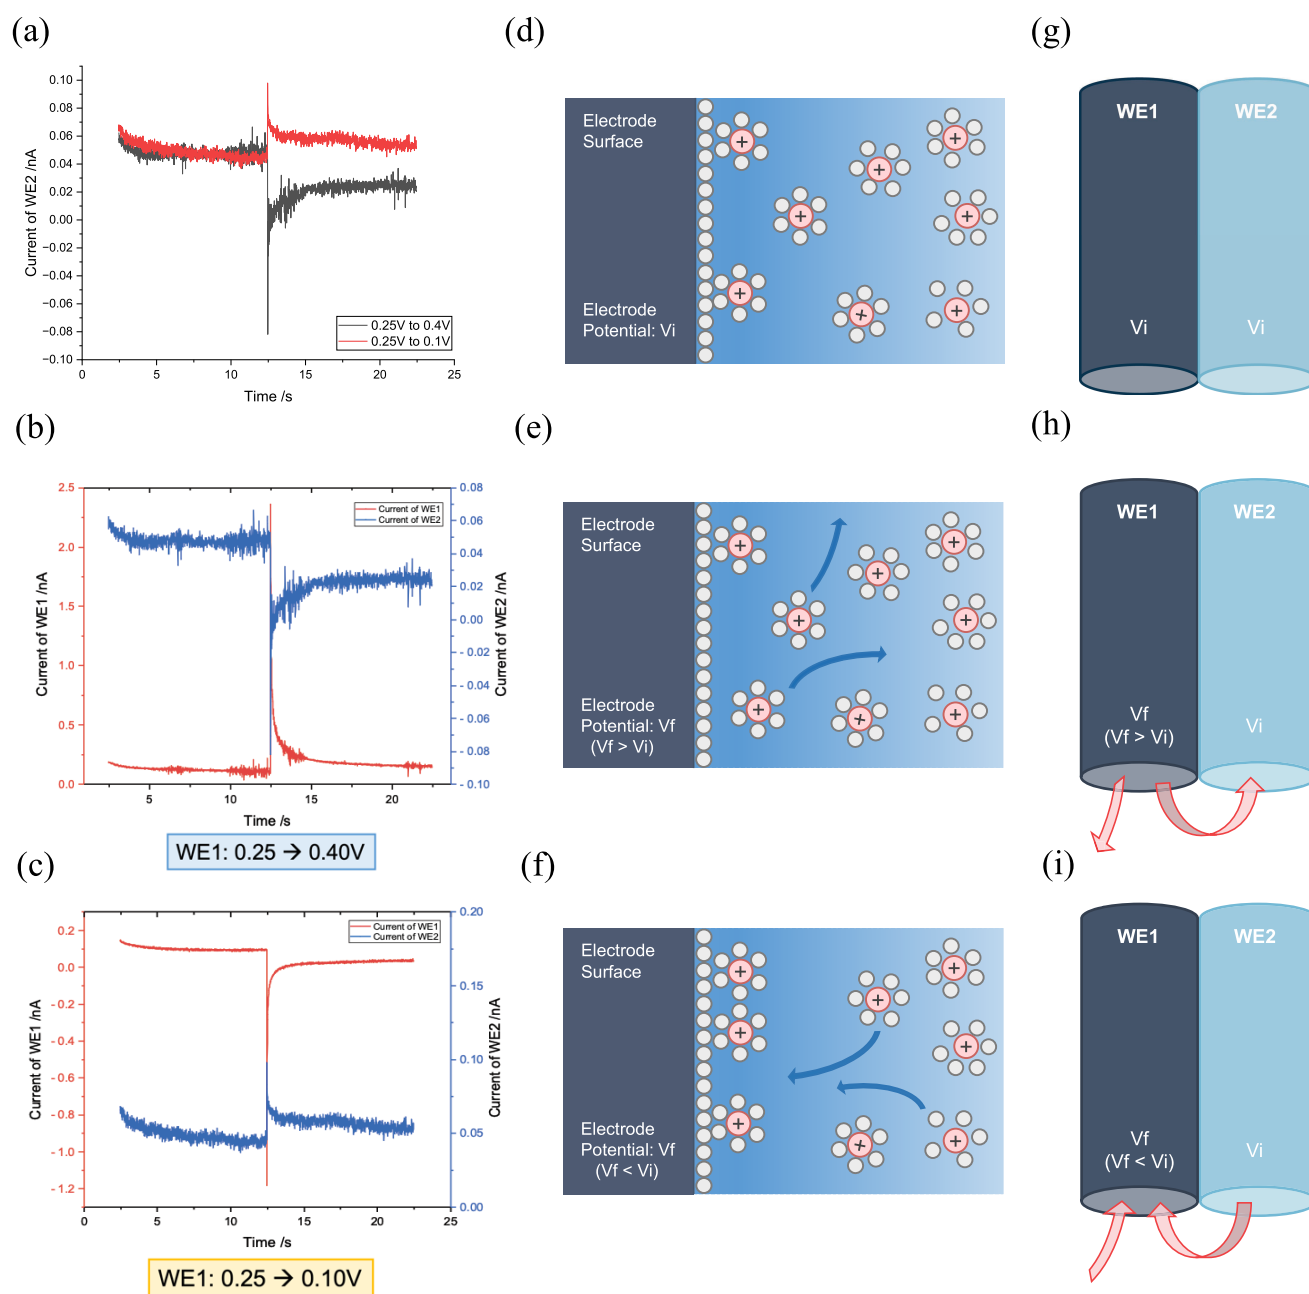 (a)
0.10
0.08
0.06
0.04
0.02
0.00
−0.02
−0.04
−0.06
−0.08
−0.10
Current of WE2 /nA
0.25V to 0.4V
0.25V to 0.1V
0 5 10 15 20 25
Time /s
(d)
Electrode
Surface
Electrode
Potential: Vi
+ + + + + + + +
(g)
WE1 WE2
Vi Vi
(b)
2.5
2.0
1.5
1.0
0.5
0.0
Current of WE1 /nA
Current of WE1
Current of WE2
0.08
0.06
0.04
0.02
0.00
- 0.02
- 0.04
- 0.06
- 0.08
- 0.10
Current of WE2 /nA
5 10 15 20
Time /s
WE1: 0.25 → 0.40V
(e)
Electrode
Surface
Electrode
Potential: Vf
(Vf > Vi)
+ + + + + + + +
(h)
WE1 WE2
Vf
(Vf > Vi)
Vi
(c)
0.2
0.0
- 0.2
- 0.4
- 0.6
- 0.8
- 1.0
- 1.2
Current of WE1 /nA
Current of WE1
Current of WE2
0.20
0.15
0.10
0.05
0.00
Current of WE2 /nA
0 5 10 15 20 25
Time /s
WE1: 0.25 → 0.10V
(f)
Electrode
Surface
Electrode
Potential: Vf
(Vf < Vi)
+ + + + + + + +
(i)
WE1 WE2
Vf
(Vf < Vi)
Vi